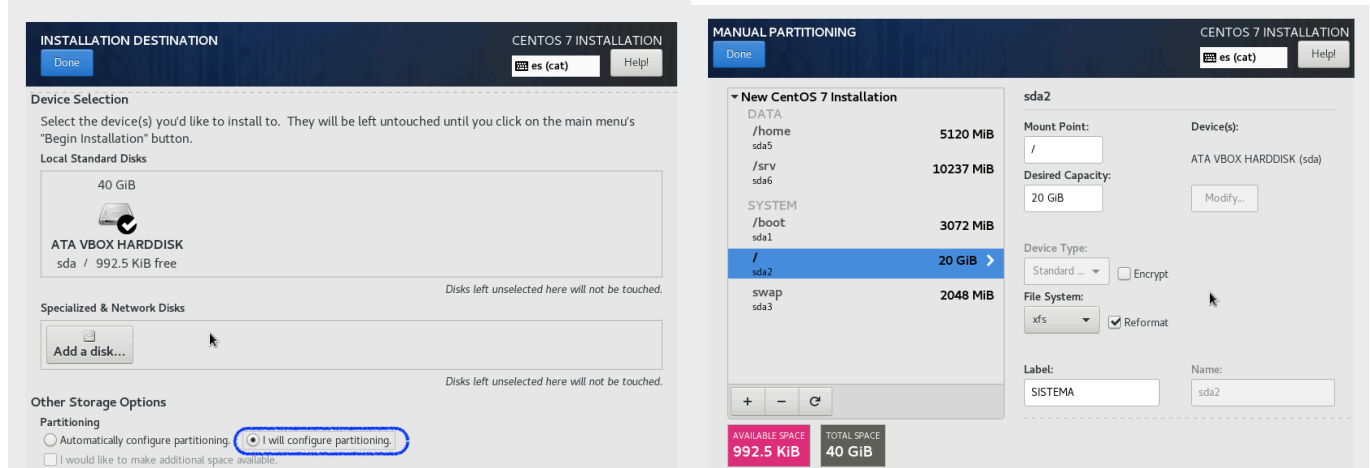 INSTALLATION DESTINATION
CENTOS 7 INSTALLATION
Done
es (cat)
Help!
Device Selection
Select the device(s) you'd like to install to. They will be left untouched until you click on the main menu's
"Begin Installation" button.
Local Standard Disks
40 GiB
ATA VBOX HARDDISK
sda / 992.5 KiB free
Disks left unselected here will not be touched.
Specialized & Network Disks
Add a disk...
Disks left unselected here will not be touched.
Other Storage Options
Partitioning
Automatically configure partitioning. I will configure partitioning.
I would like to make additional space available.
MANUAL PARTITIONING
CENTOS 7 INSTALLATION
Done
es (cat)
Help!
New CentOS 7 Installation
DATA
/home 5120 MiB
sda5
/srv 10237 MiB
sda6
SYSTEM
/boot 3072 MiB
sda1
/ 20 GiB
sda2
swap 2048 MiB
sda3
+ −
AVAILABLE SPACE
992.5 KiB
TOTAL SPACE
40 GiB
sda2
Mount Point:
/
Device(s):
ATA VBOX HARDDISK (sda)
Desired Capacity:
20 GiB
Modify...
Device Type:
Standard ... Encrypt
File System:
xfs Reformat
Label:
SISTEMA
Name:
sda2